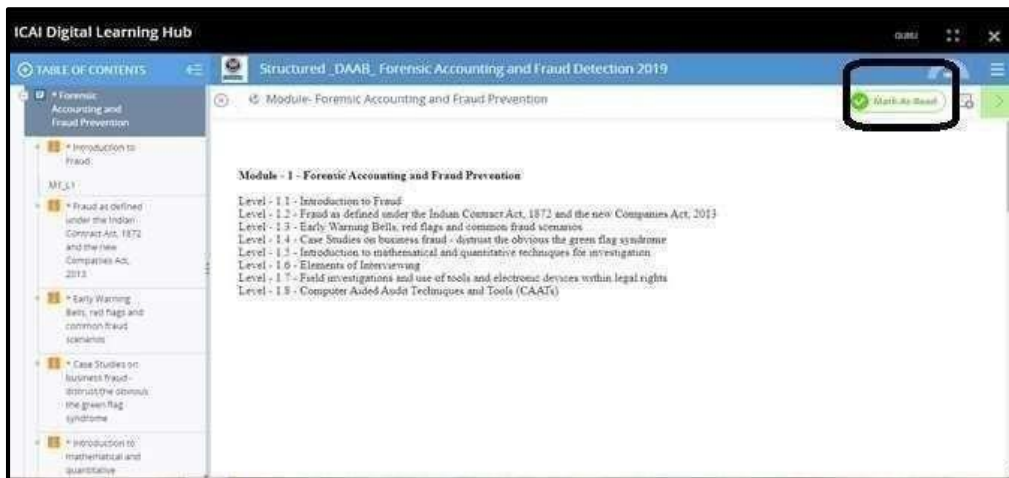 ICAI Digital Learning Hub
GURU
TABLE OF CONTENTS
Structured _DAAB_ Forensic Accounting and Fraud Detection 2019
* Forensic
Accounting and
Fraud Prevention
Module- Forensic Accounting and Fraud Prevention
Mark As Read
* Introduction to
Fraud
M1_L1
* Fraud as defined
under the Indian
Contract Act, 1872
and the new
Companies Act,
2013
* Early Warning
Bells, red flags and
common fraud
scenarios
* Case Studies on
business fraud -
distrust the obvious
the green flag
syndrome
* Introduction to
mathematical and
quantitative
Module - 1 - Forensic Accounting and Fraud Prevention
Level - 1.1 - Introduction to Fraud
Level - 1.2 - Fraud as defined under the Indian Contract Act, 1872 and the new Companies Act, 2013
Level - 1.3 - Early Warning Bells, red flags and common fraud scenarios
Level - 1.4 - Case Studies on business fraud - distrust the obvious the green flag syndrome
Level - 1.5 - Introduction to mathematical and quantitative techniques for investigation
Level - 1.6 - Elements of Interviewing
Level - 1.7 - Field investigations and use of tools and electronic devices within legal rights
Level - 1.8 - Computer Aided Audit Techniques and Tools (CAATs)